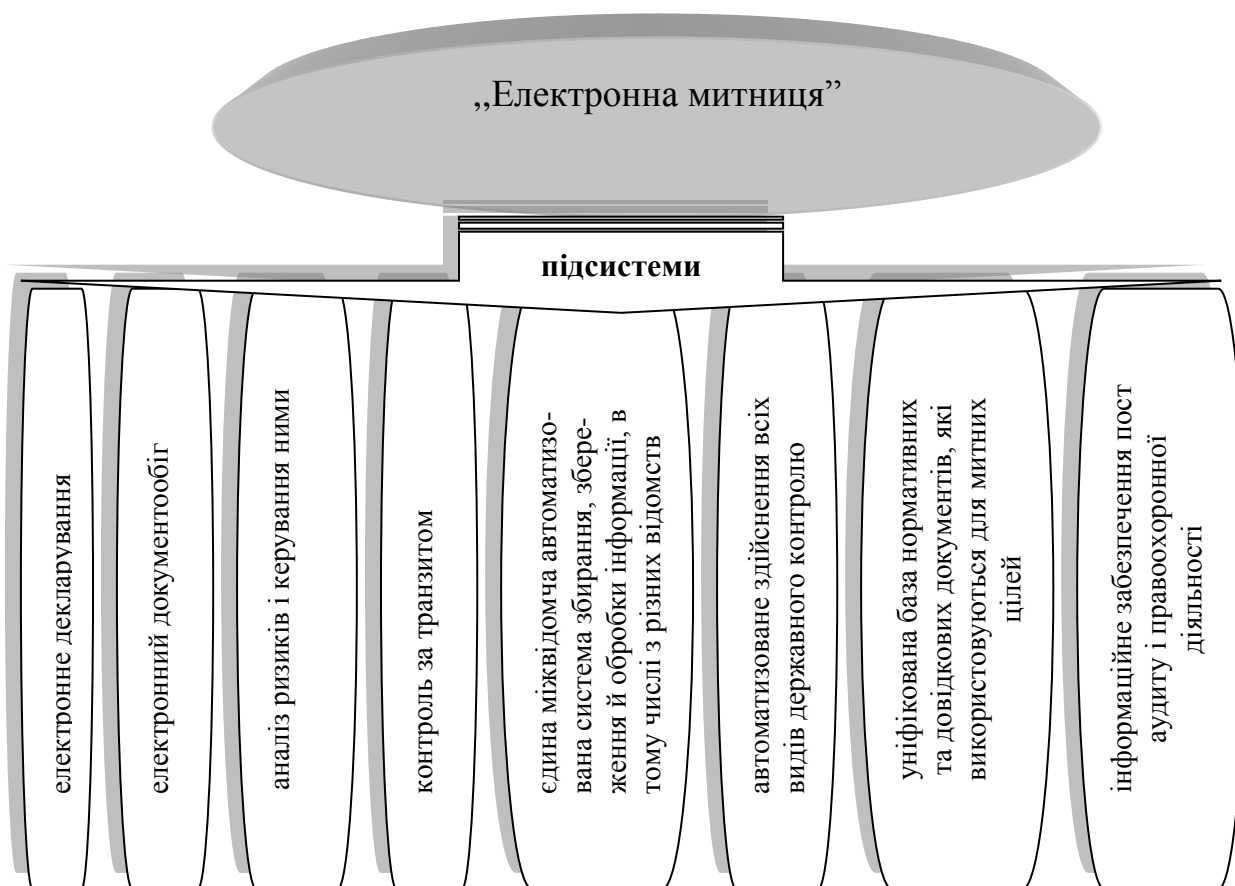 „Електронна митниця”
підсистеми
електронне декларування
електронний документообіг
аналіз ризиків і керування ними
контроль за транзитом
єдина міжвідомча автоматизо-
вана система збирання, збере-
ження й обробки інформації, в
тому числі з різних відомств
автоматизоване здійснення всіх
видів державного контролю
уніфікована база нормативних
та довідкових документів, які
використовуються для митних
цілей
інформаційне забезпечення пост
аудиту і правоохоронної
діяльності